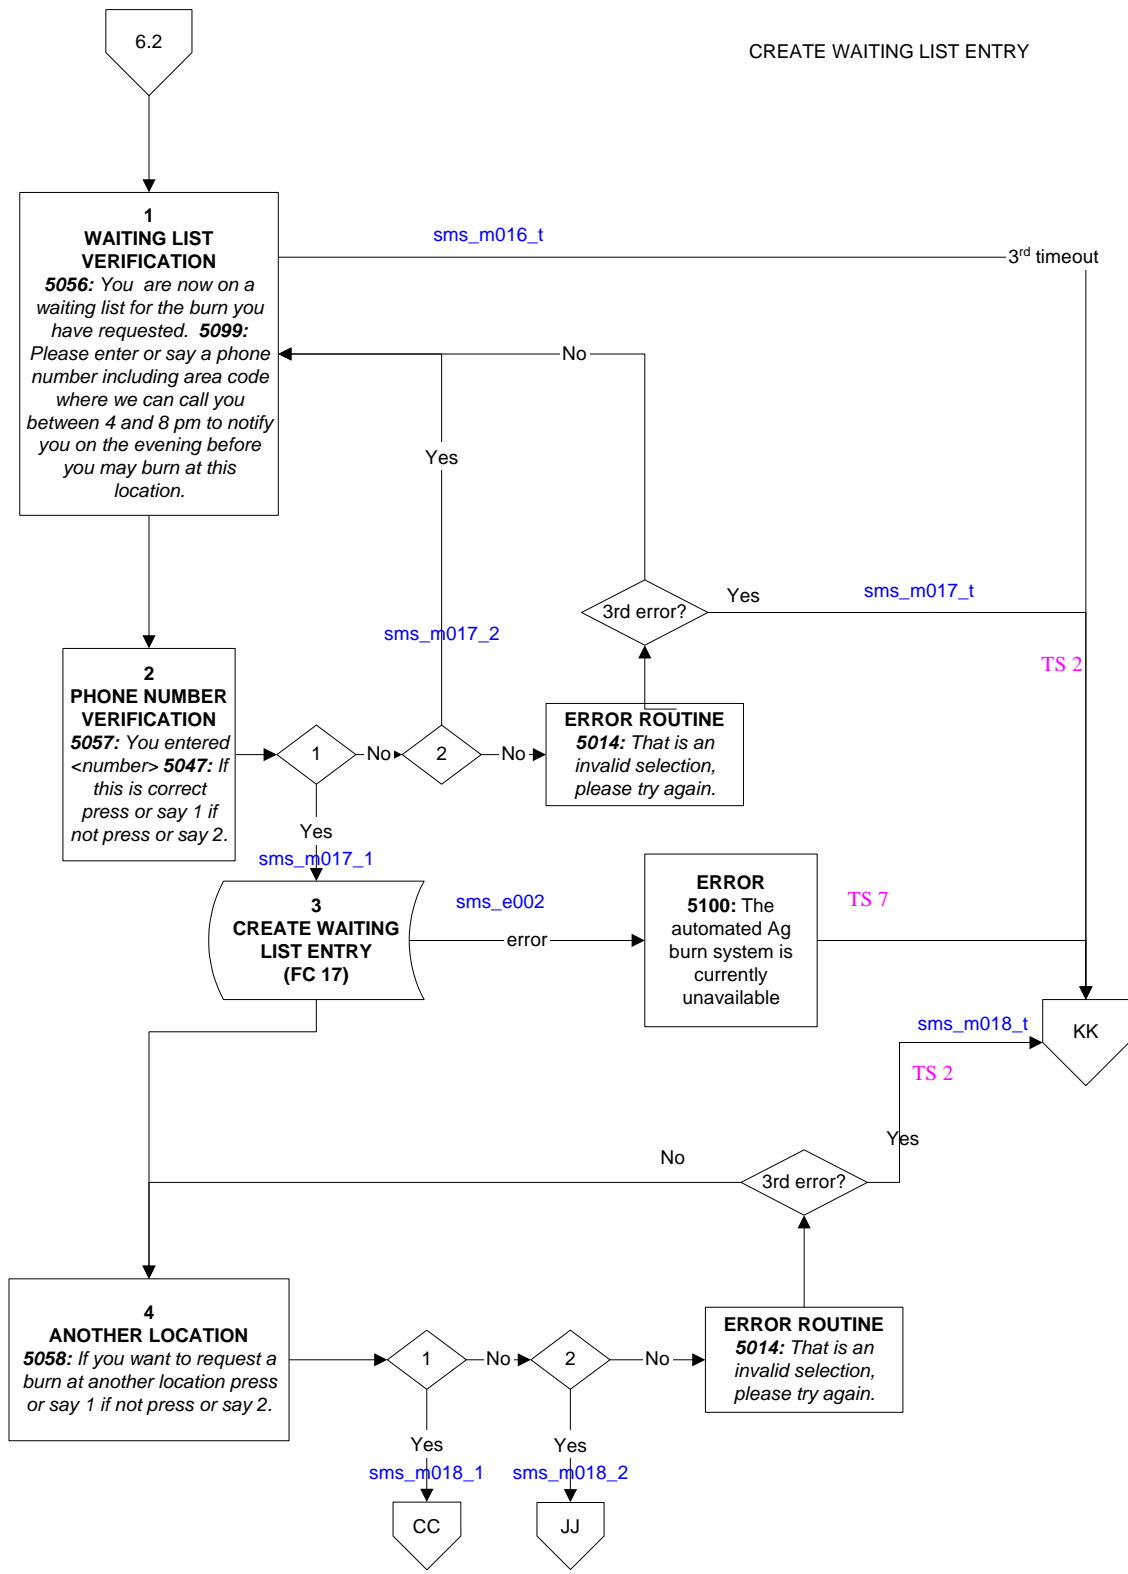 6.2
CREATE WAITING LIST ENTRY
1
WAITING LIST
VERIFICATION
5056: You are now on a
waiting list for the burn you
have requested. 5099:
Please enter or say a phone
number including area code
where we can call you
between 4 and 8 pm to notify
you on the evening before
you may burn at this
location.
sms_m016_t
3rd timeout
No
Yes
sms_m017_2
3rd error?
Yes
sms_m017_t
TS 2
2
PHONE NUMBER
VERIFICATION
5057: You entered
<number> 5047: If
this is correct
press or say 1 if
not press or say 2.
1
No
2
No
ERROR ROUTINE
5014: That is an
invalid selection,
please try again.
Yes
sms_m017_1
3
CREATE WAITING
LIST ENTRY
(FC 17)
sms_e002
error
ERROR
5100: The
automated Ag
burn system is
currently
unavailable
TS 7
sms_m018_t
KK
TS 2
Yes
No
3rd error?
4
ANOTHER LOCATION
5058: If you want to request a
burn at another location press
or say 1 if not press or say 2.
1
No
2
No
ERROR ROUTINE
5014: That is an
invalid selection,
please try again.
Yes
sms_m018_1
Yes
sms_m018_2
CC
JJ